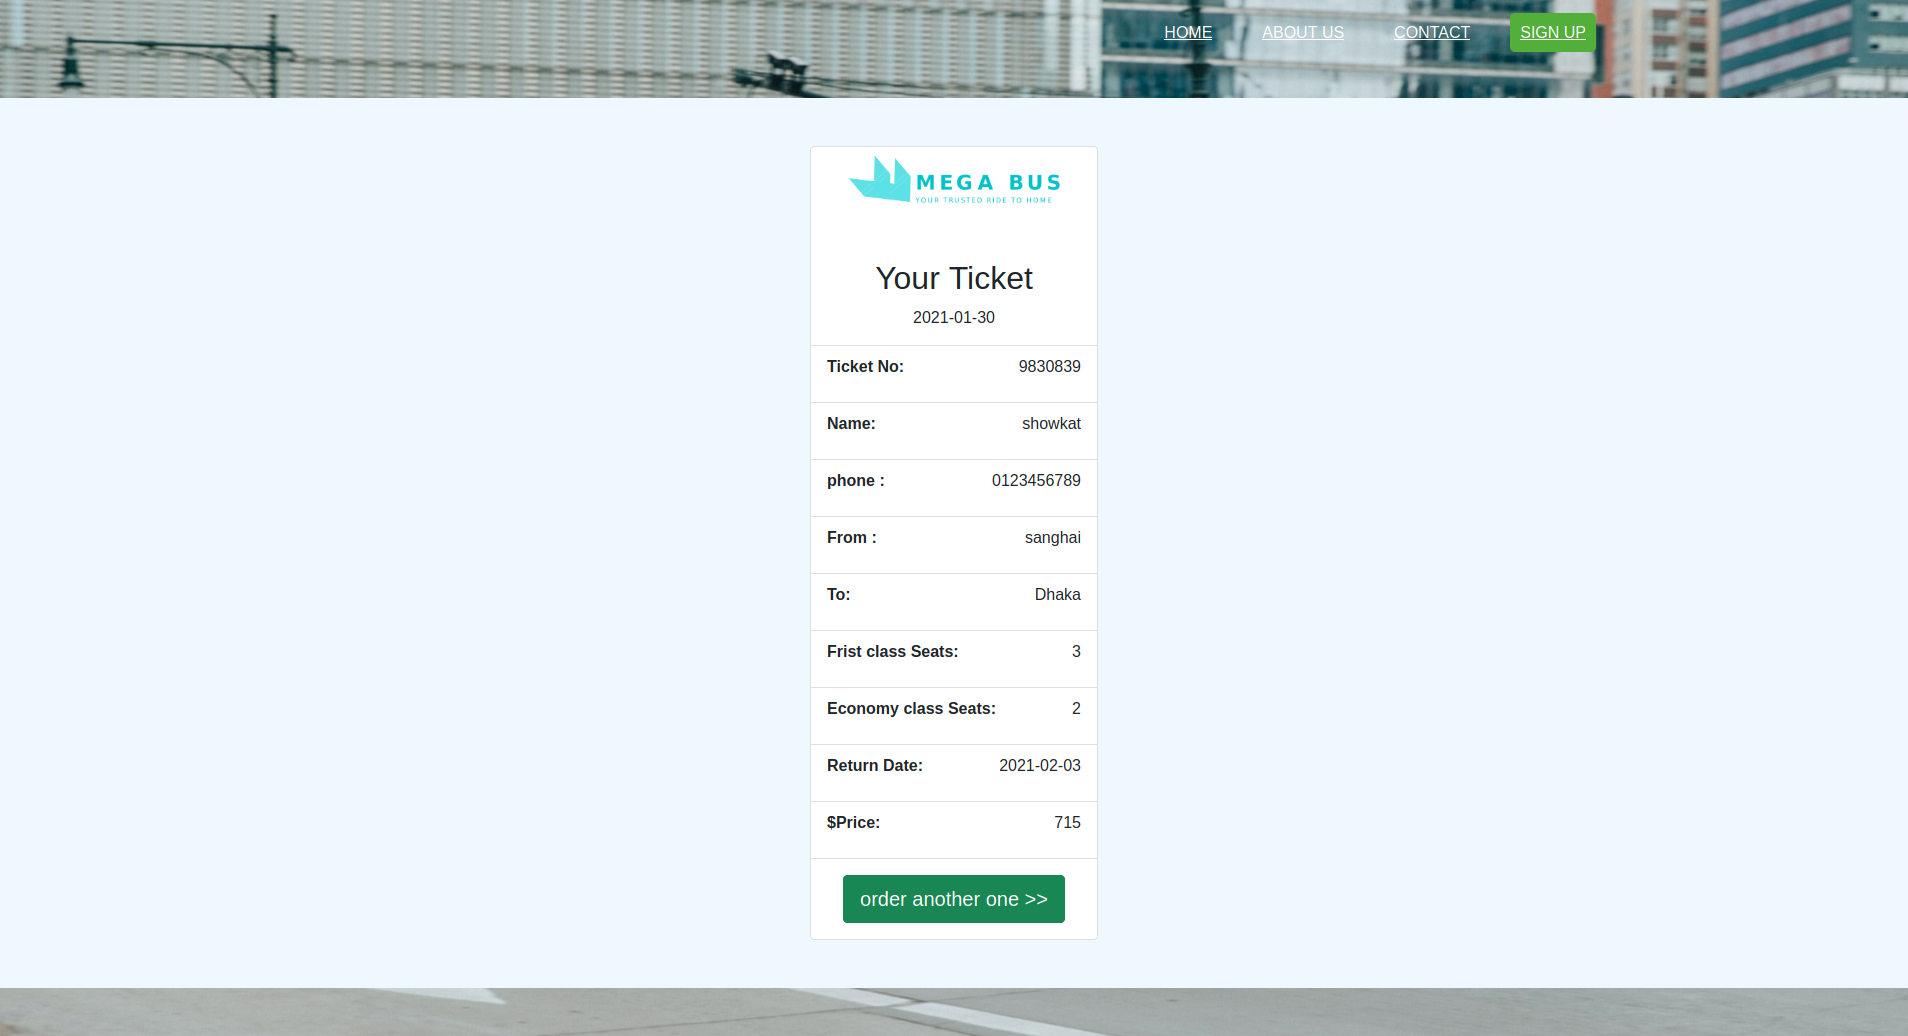 HOME ABOUT US CONTACT SIGN UP
MEGA BUS
YOUR TRUSTED RIDE TO HOME
Your Ticket
2021-01-30
Ticket No: 9830839
Name: showkat
phone : 0123456789
From : sanghai
To: Dhaka
Frist class Seats: 3
Economy class Seats: 2
Return Date: 2021-02-03
$Price: 715
order another one >>